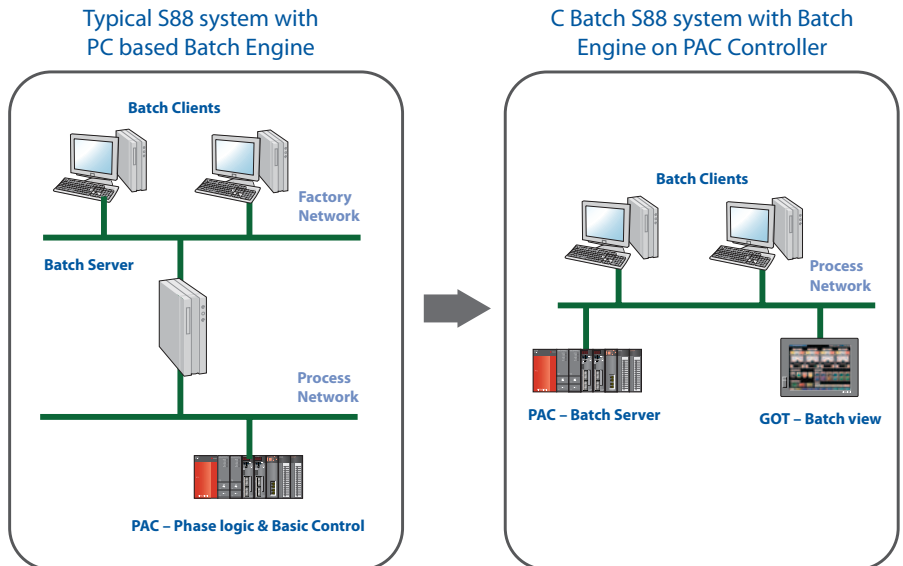 Typical S88 system with
PC based Batch Engine
Batch Clients
Factory
Network
Batch Server
Process
Network
PAC – Phase logic & Basic Control
C Batch S88 system with Batch
Engine on PAC Controller
Batch Clients
Process
Network
PAC – Batch Server
GOT – Batch view